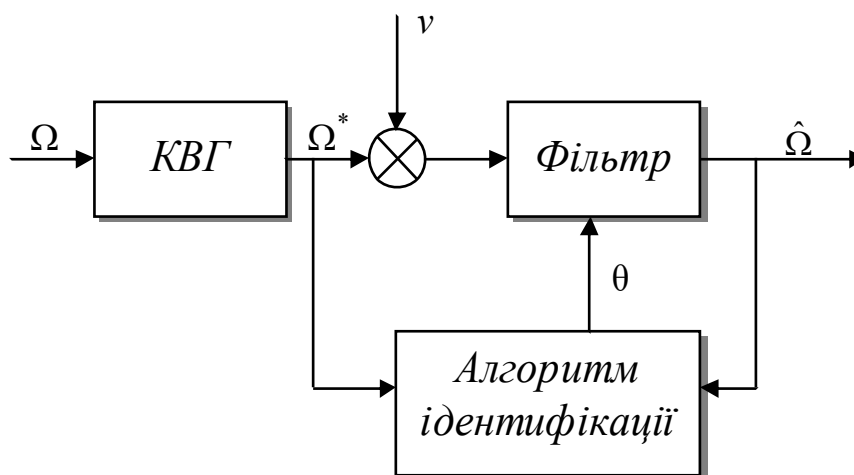 v
Ω
КВГ
Ω*
Фільтр
Ω̂
θ
Алгоритм
ідентифікації